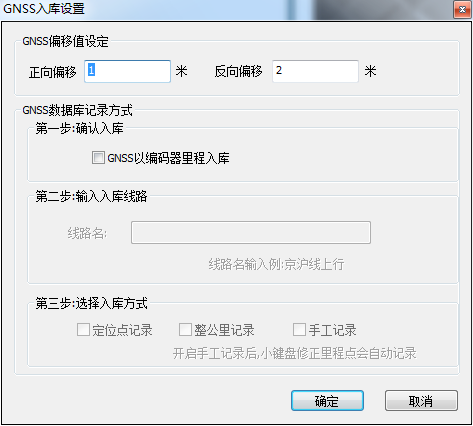 GNSS入库设置
GNSS偏移值设定
正向偏移 1 米 反向偏移 2 米
GNSS数据库记录方式
第一步:确认入库
GNSS以编码器里程入库
第二步:输入入库线路
线路名:
线路名输入例:京沪线上行
第三步:选择入库方式
定位点记录 整公里记录 手工记录
开启手工记录后,小键盘修正里程点会自动记录
确定 取消